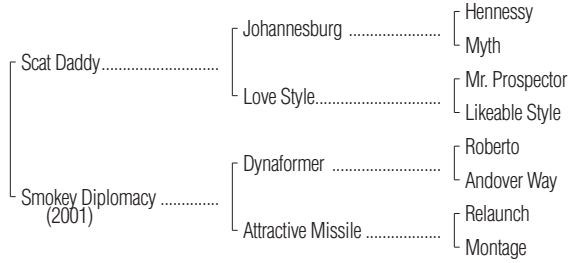 Hennessy
Johannesburg ....................
Myth
Scat Daddy.........................
Mr. Prospector
Love Style...........................
Likeable Style
Roberto
Dynaformer .......................
Andover Way
Smokey Diplomacy .............
(2001)
Relaunch
Attractive Missile ................
Montage